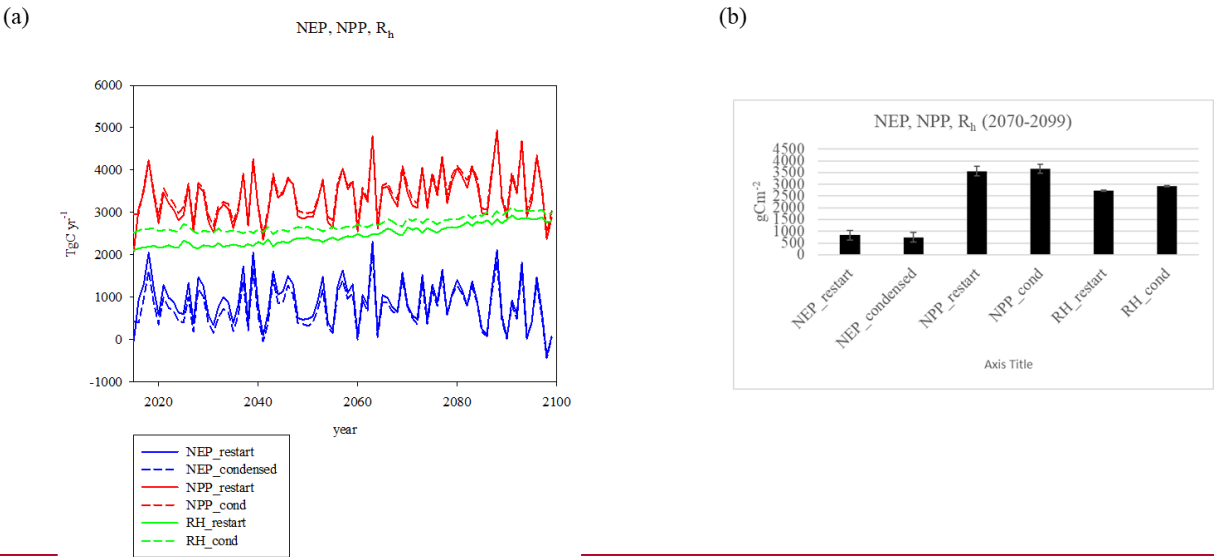 (a)
NEP, NPP, Rh
6000
5000
4000
3000
2000
1000
0
-1000
TgC yr-1
2020
2040
2060
2080
2100
year
NEP_restart
NEP_condensed
NPP_restart
NPP_cond
RH_restart
RH_cond
(b)
NEP, NPP, Rh (2070-2099)
4500
4000
3500
3000
2500
2000
1500
1000
500
0
gCm-2
NEP_restart
NEP_condensed
NPP_restart
NPP_cond
RH_restart
RH_cond
Axis Title